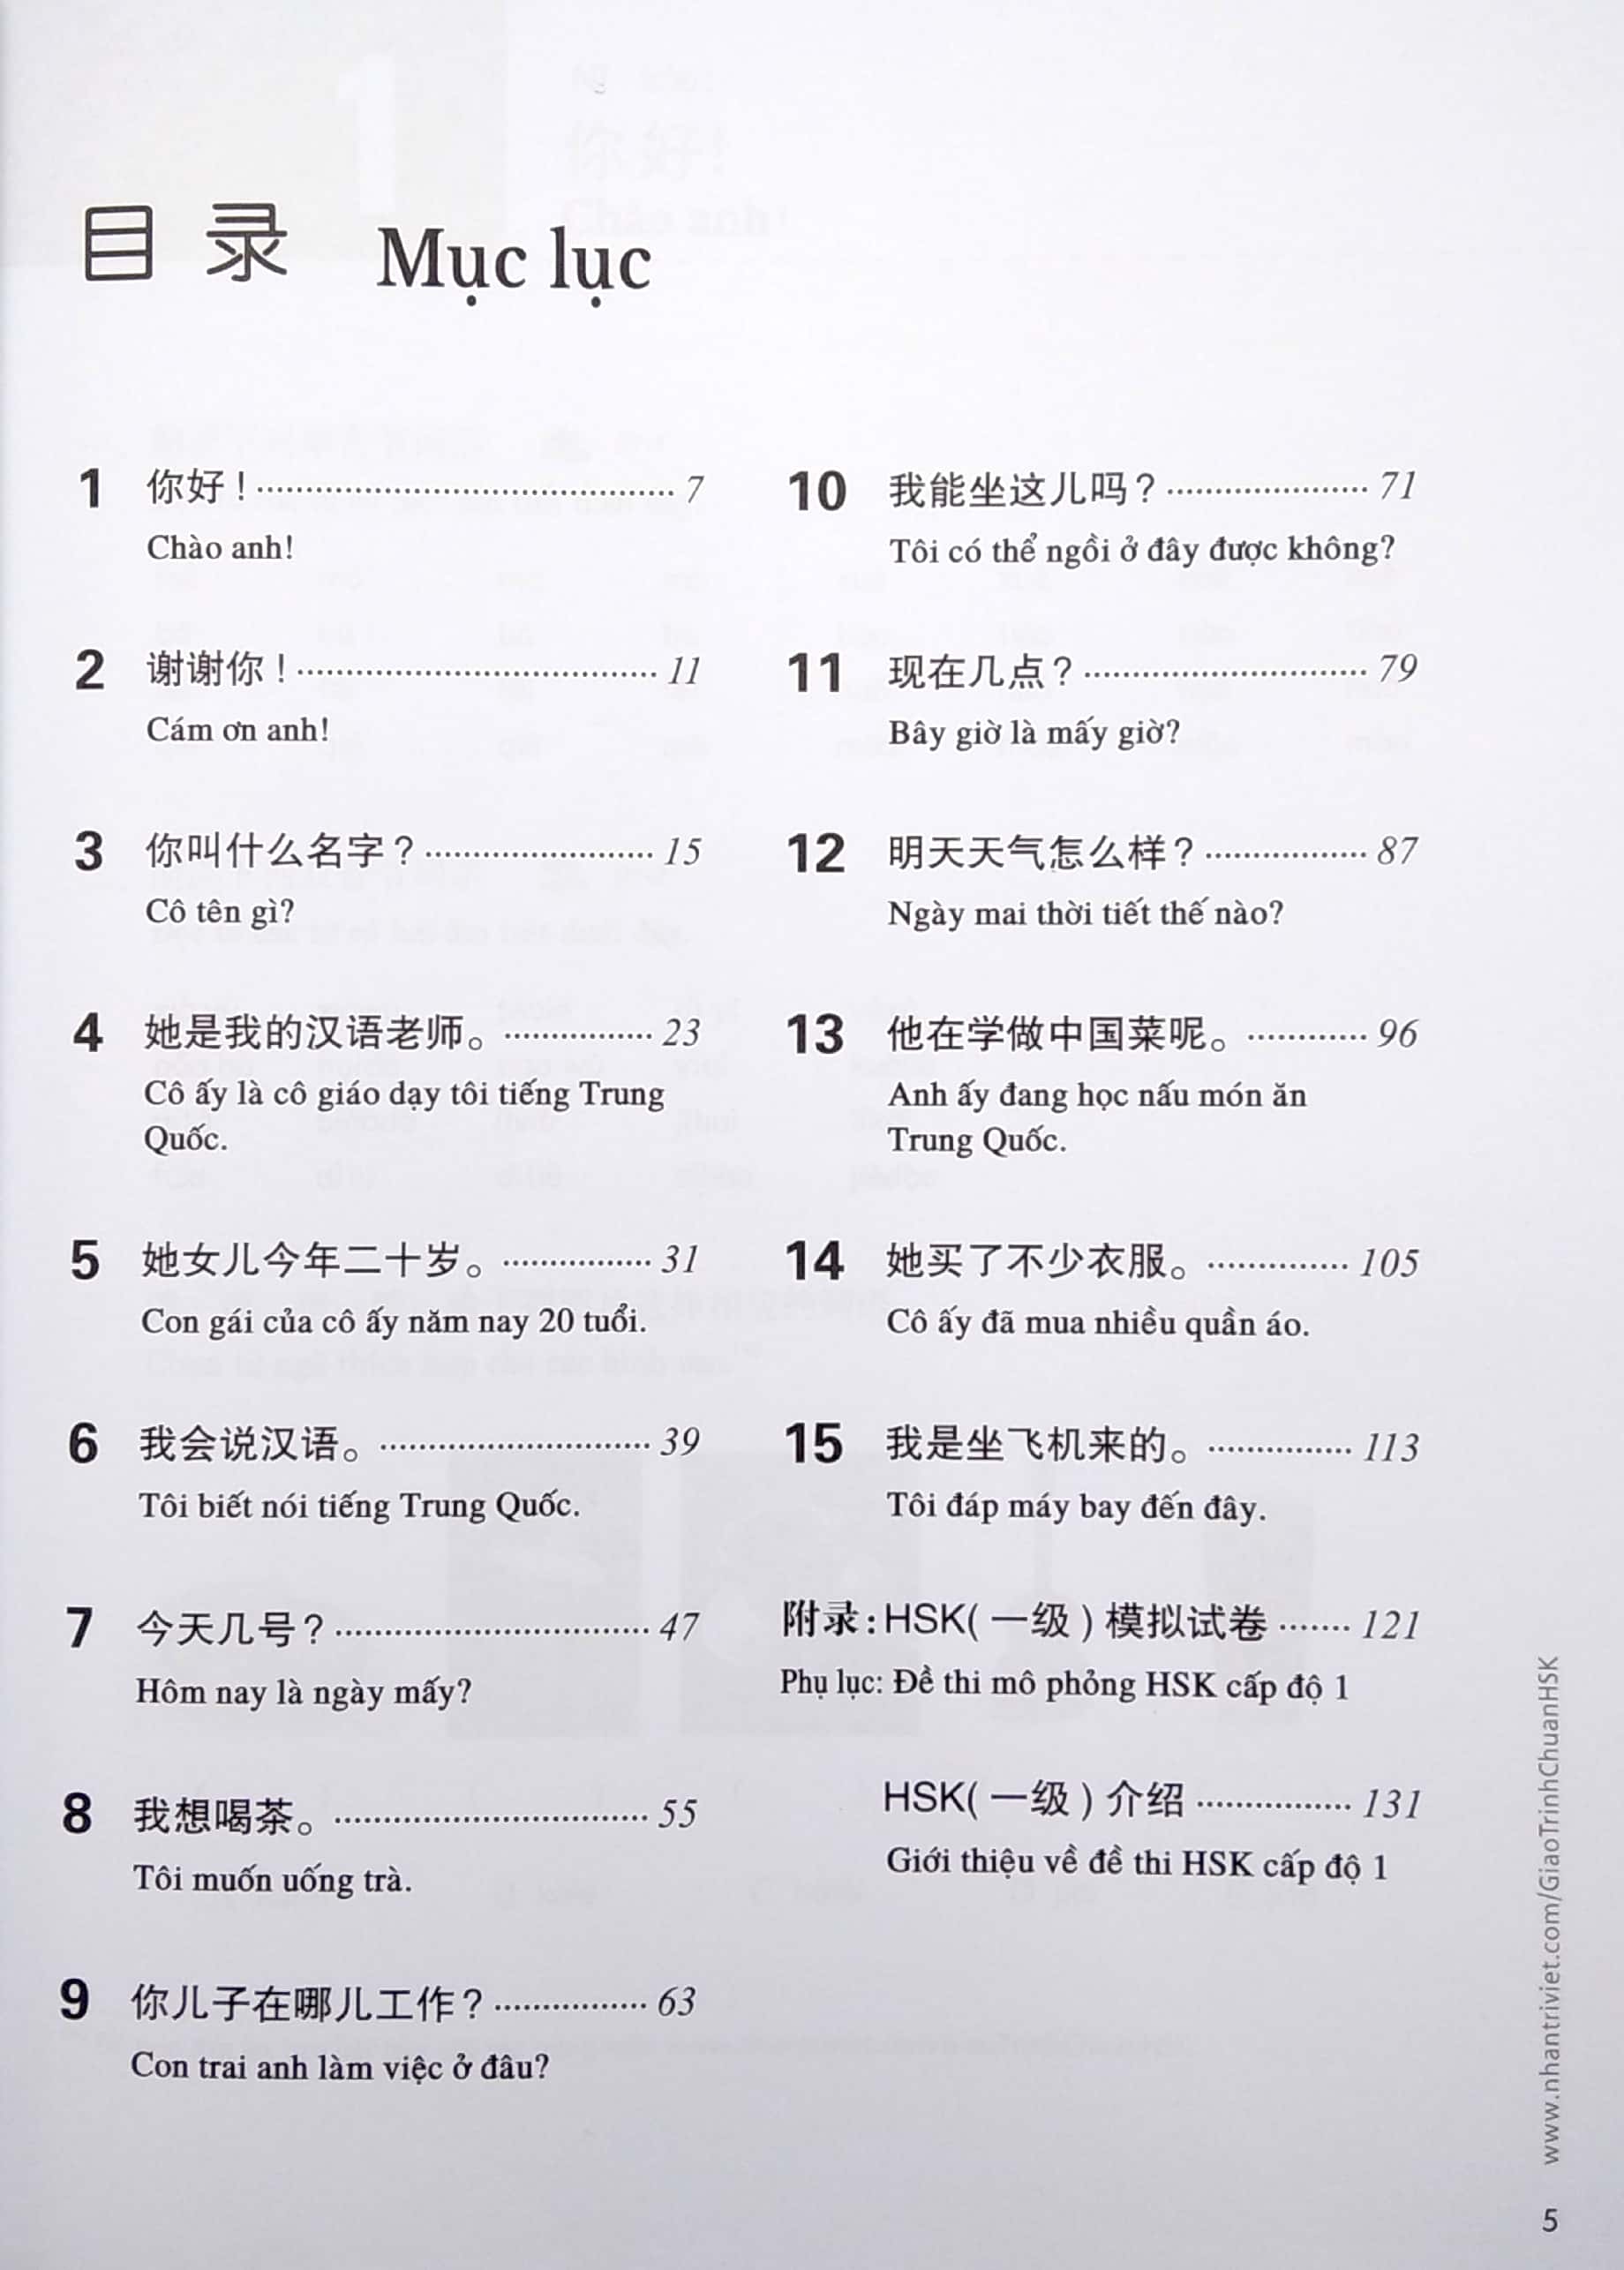 目录 Mục lục
1 你好！ 7
Chào anh!
2 谢谢你！ 11
Cám ơn anh!
3 你叫什么名字？ 15
Cô tên gì?
4 她是我的汉语老师。 23
Cô ấy là cô giáo dạy tôi tiếng Trung
Quốc.
5 她女儿今年二十岁。 31
Con gái của cô ấy năm nay 20 tuổi.
6 我会说汉语。 39
Tôi biết nói tiếng Trung Quốc.
7 今天几号？ 47
Hôm nay là ngày mấy?
8 我想喝茶。 55
Tôi muốn uống trà.
9 你儿子在哪儿工作？ 63
Con trai anh làm việc ở đâu?
10 我能坐这儿吗？ 71
Tôi có thể ngồi ở đây được không?
11 现在几点？ 79
Bây giờ là mấy giờ?
12 明天天气怎么样？ 87
Ngày mai thời tiết thế nào?
13 他在学做中国菜呢。 96
Anh ấy đang học nấu món ăn
Trung Quốc.
14 她买了不少衣服。 105
Cô ấy đã mua nhiều quần áo.
15 我是坐飞机来的。 113
Tôi đáp máy bay đến đây.
附录：HSK(一级)模拟试卷 121
Phụ lục: Đề thi mô phỏng HSK cấp độ 1
HSK(一级)介绍 131
Giới thiệu về đề thi HSK cấp độ 1
www.nhantriviet.com/GiaoTrinhChuanHSK
5